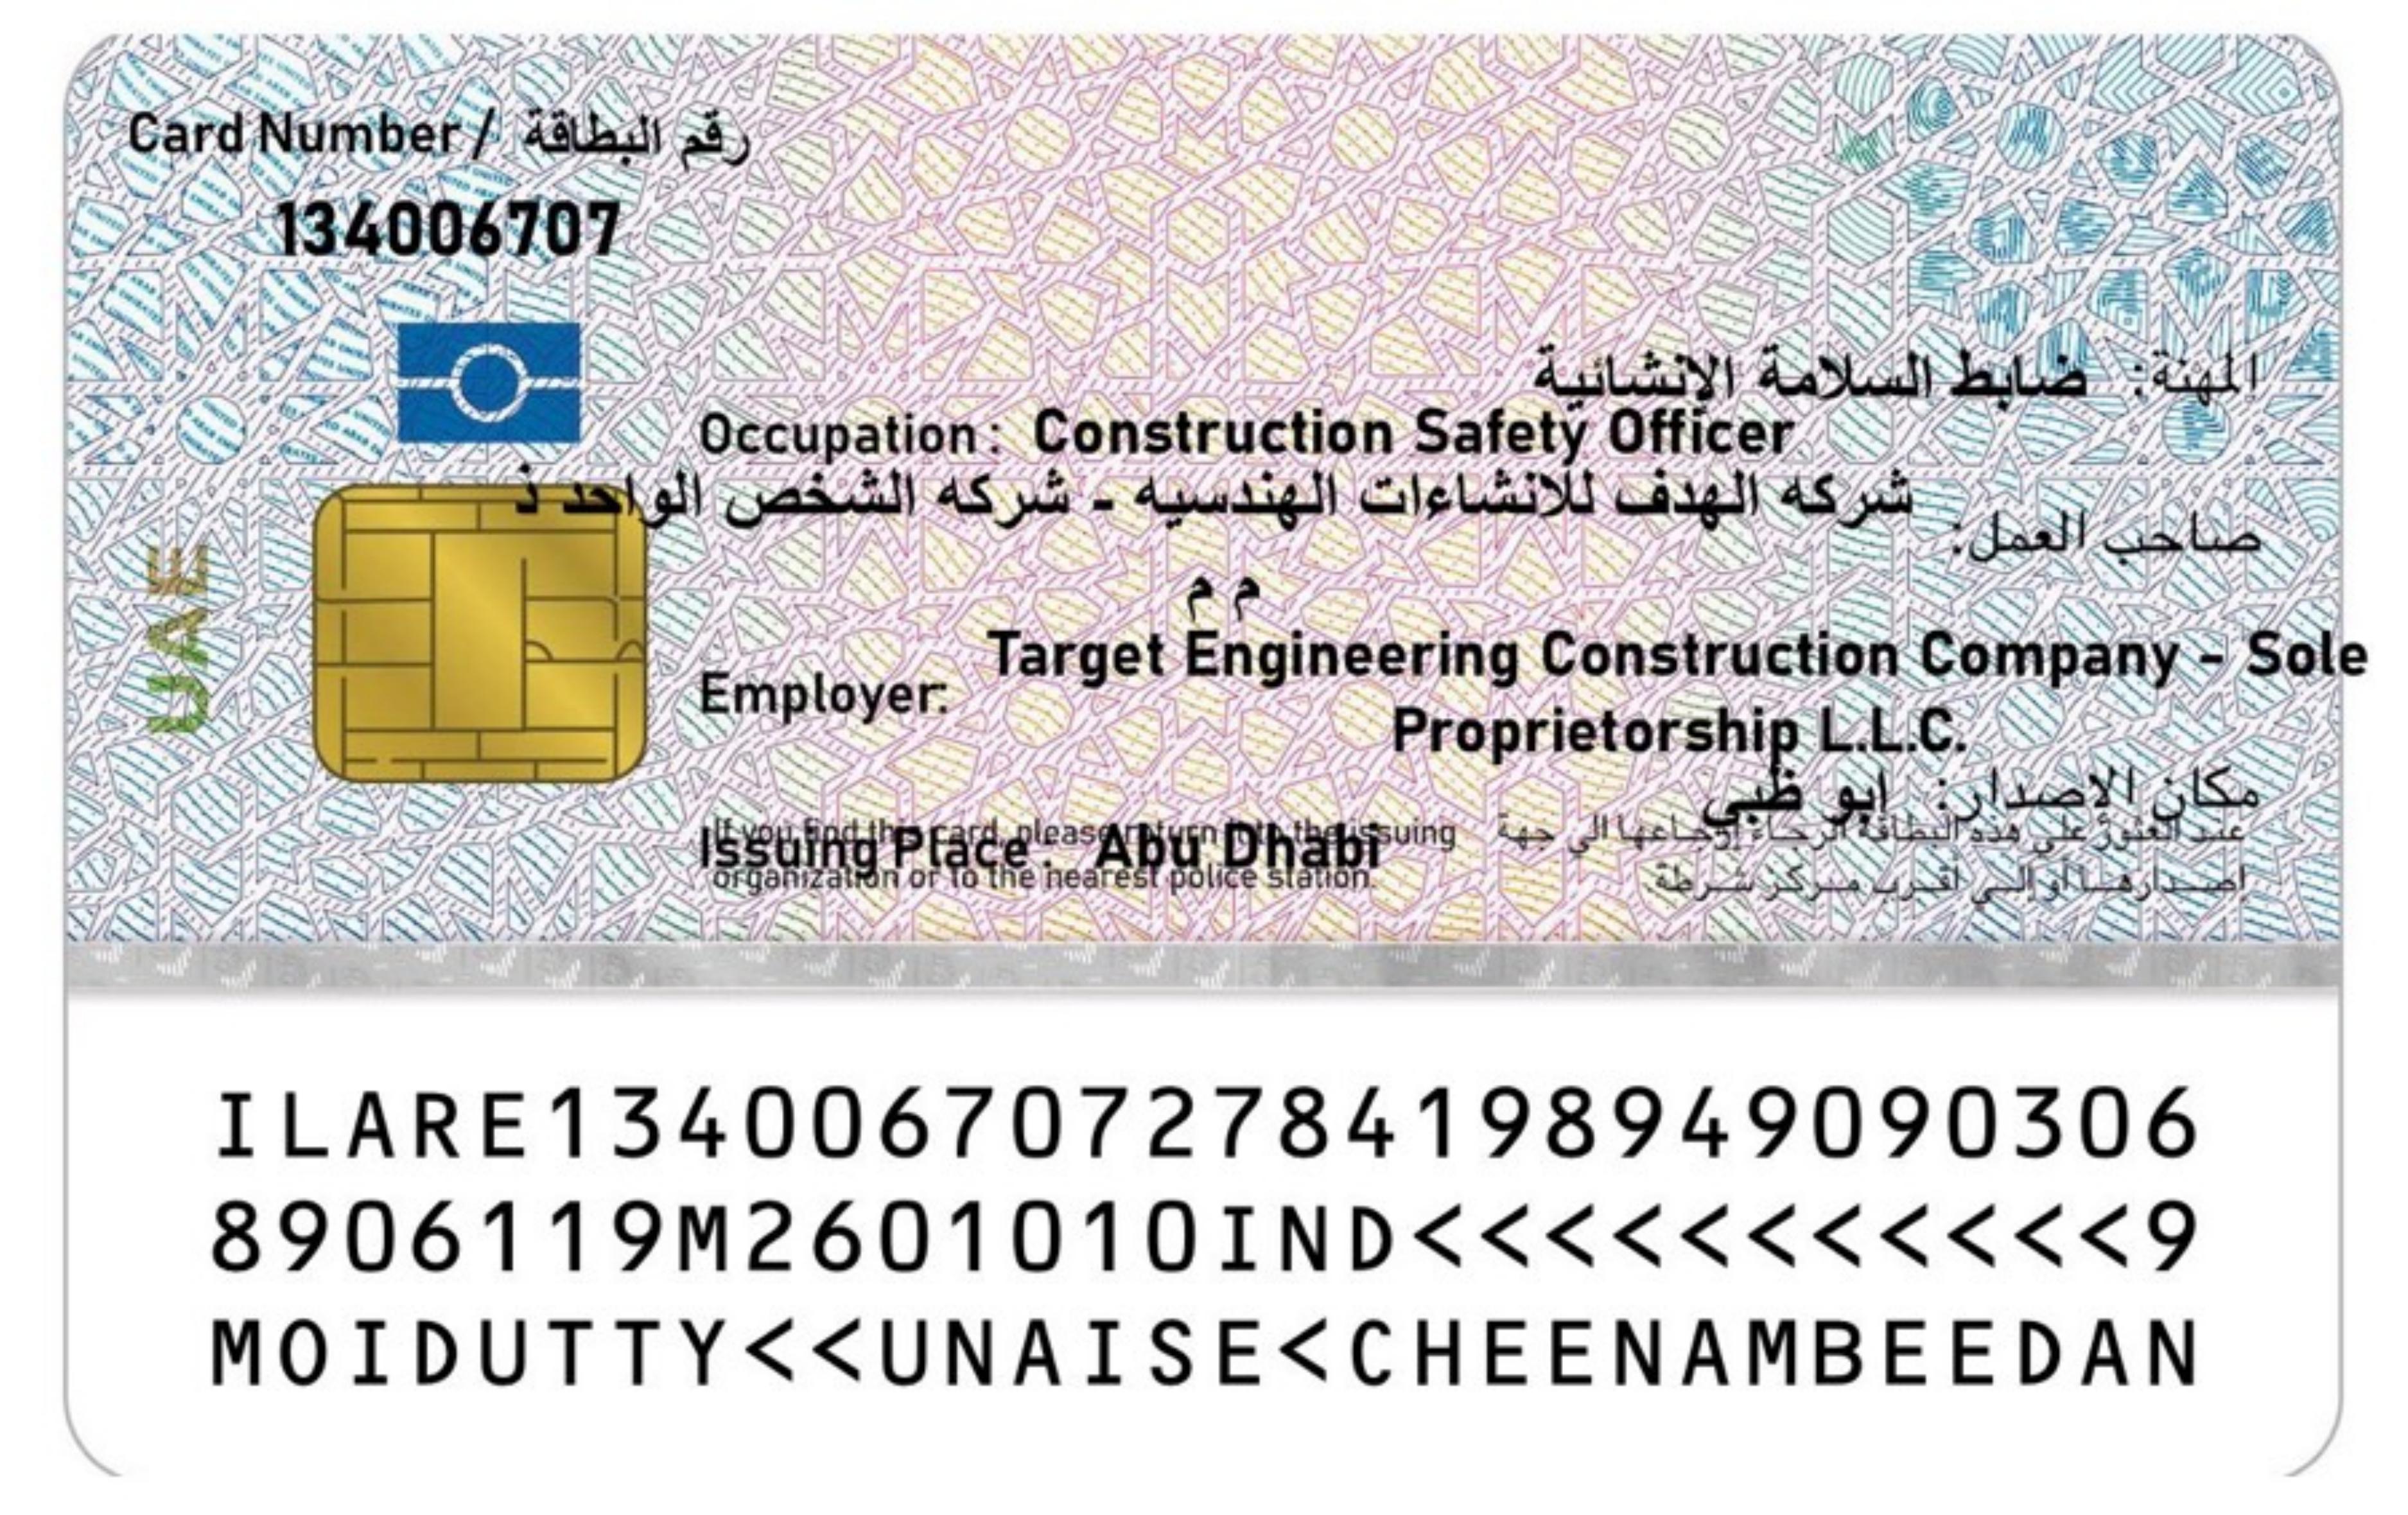 Card Number / رقم البطاقة
134006707
المهنة: ضابط السلامة الإنشائية
Occupation: Construction Safety Officer
شركه الهدف للانشاءات الهندسيه - شركه الشخص الواحد ذ
صاحب العمل:
م م
Target Engineering Construction Company - Sole
Employer:
Proprietorship L.L.C.
مكان الإصدار: ابو ظبي
If you find this card, please return it to the issuing
عند العثور على هذه البطاقة الرجاء إرجاعها الى جهة
Issuing Place: Abu Dhabi
organization or to the nearest police station.
اصدارها أو الى أقرب مركز شرطة.
UAE
ILARE1340067072784198949090306
8906119M2601010IND<<<<<<<<<<<9
MOIDUTTY<<UNAISE<CHEENAMBEEDAN